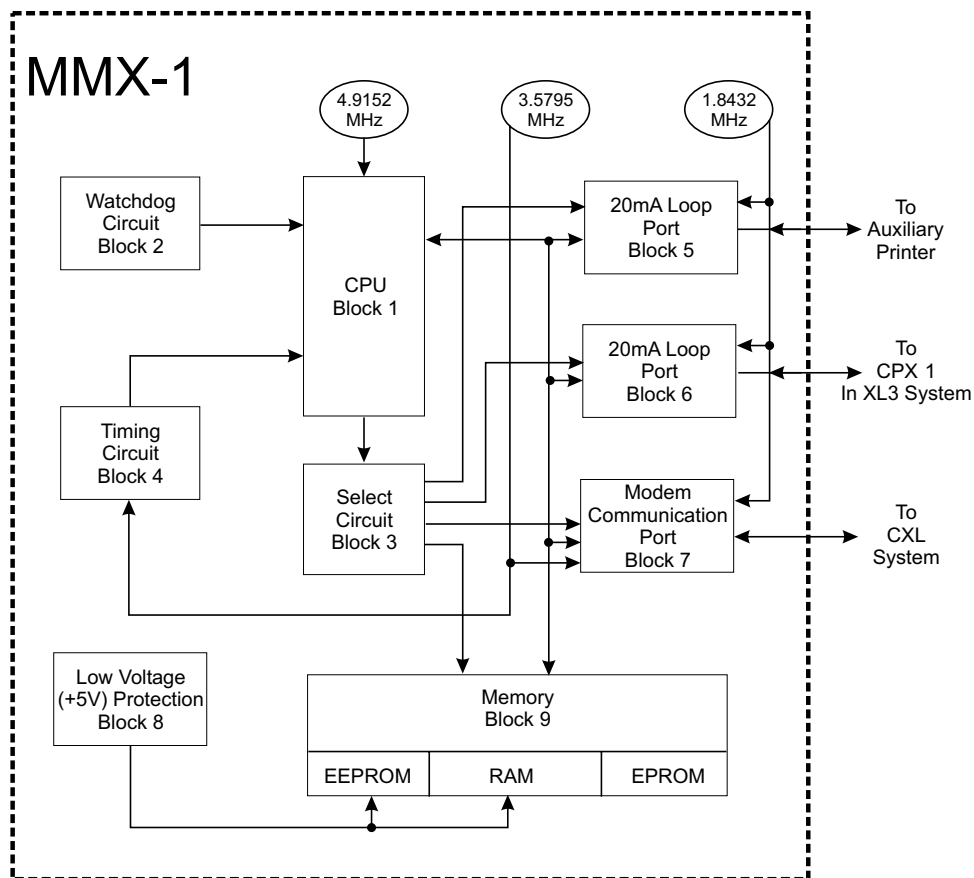 MMX-1
4.9152
MHz
3.5795
MHz
1.8432
MHz
Watchdog
Circuit
Block 2
CPU
Block 1
20mA Loop
Port
Block 5
To
Auxiliary
Printer
20mA Loop
Port
Block 6
To
CPX 1
In XL3 System
Timing
Circuit
Block 4
Select
Circuit
Block 3
Modem
Communication
Port
Block 7
To
CXL
System
Low Voltage
(+5V) Protection
Block 8
Memory
Block 9
EEPROM
RAM
EPROM